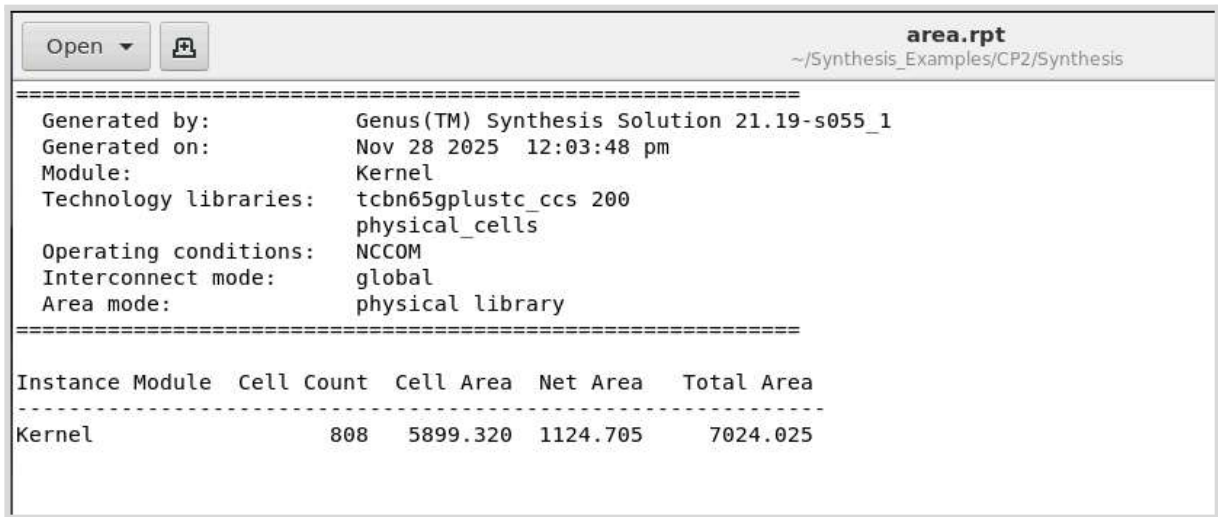 Open
area.rpt
~/Synthesis_Examples/CP2/Synthesis
============================================================
  Generated by:           Genus(TM) Synthesis Solution 21.19-s055_1
  Generated on:           Nov 28 2025  12:03:48 pm
  Module:                 Kernel
  Technology libraries:   tcbn65gplustc_ccs 200
                          physical_cells
  Operating conditions:   NCCOM
  Interconnect mode:      global
  Area mode:              physical library
============================================================
Instance Module  Cell Count  Cell Area  Net Area   Total Area
--------------------------------------------------------------
Kernel                  808   5899.320  1124.705     7024.025